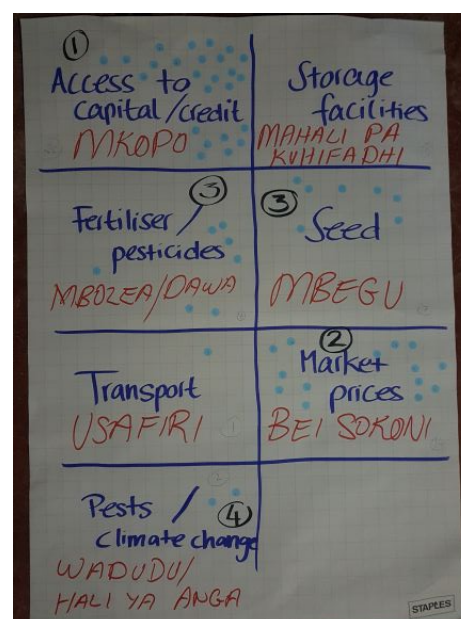 1
Access to
capital/credit
MKOPO
Storage
facilities
MAHALI PA
KUHIFADHI
3
Fertiliser /
pesticides
MBOZEA/DAWA
3
Seed
MBEGU
Transport
USAFIRI
2
Market
prices
BEI SOKONI
Pests /
4
climate change
WADUDU/
HALI YA ANGA
STAPLES